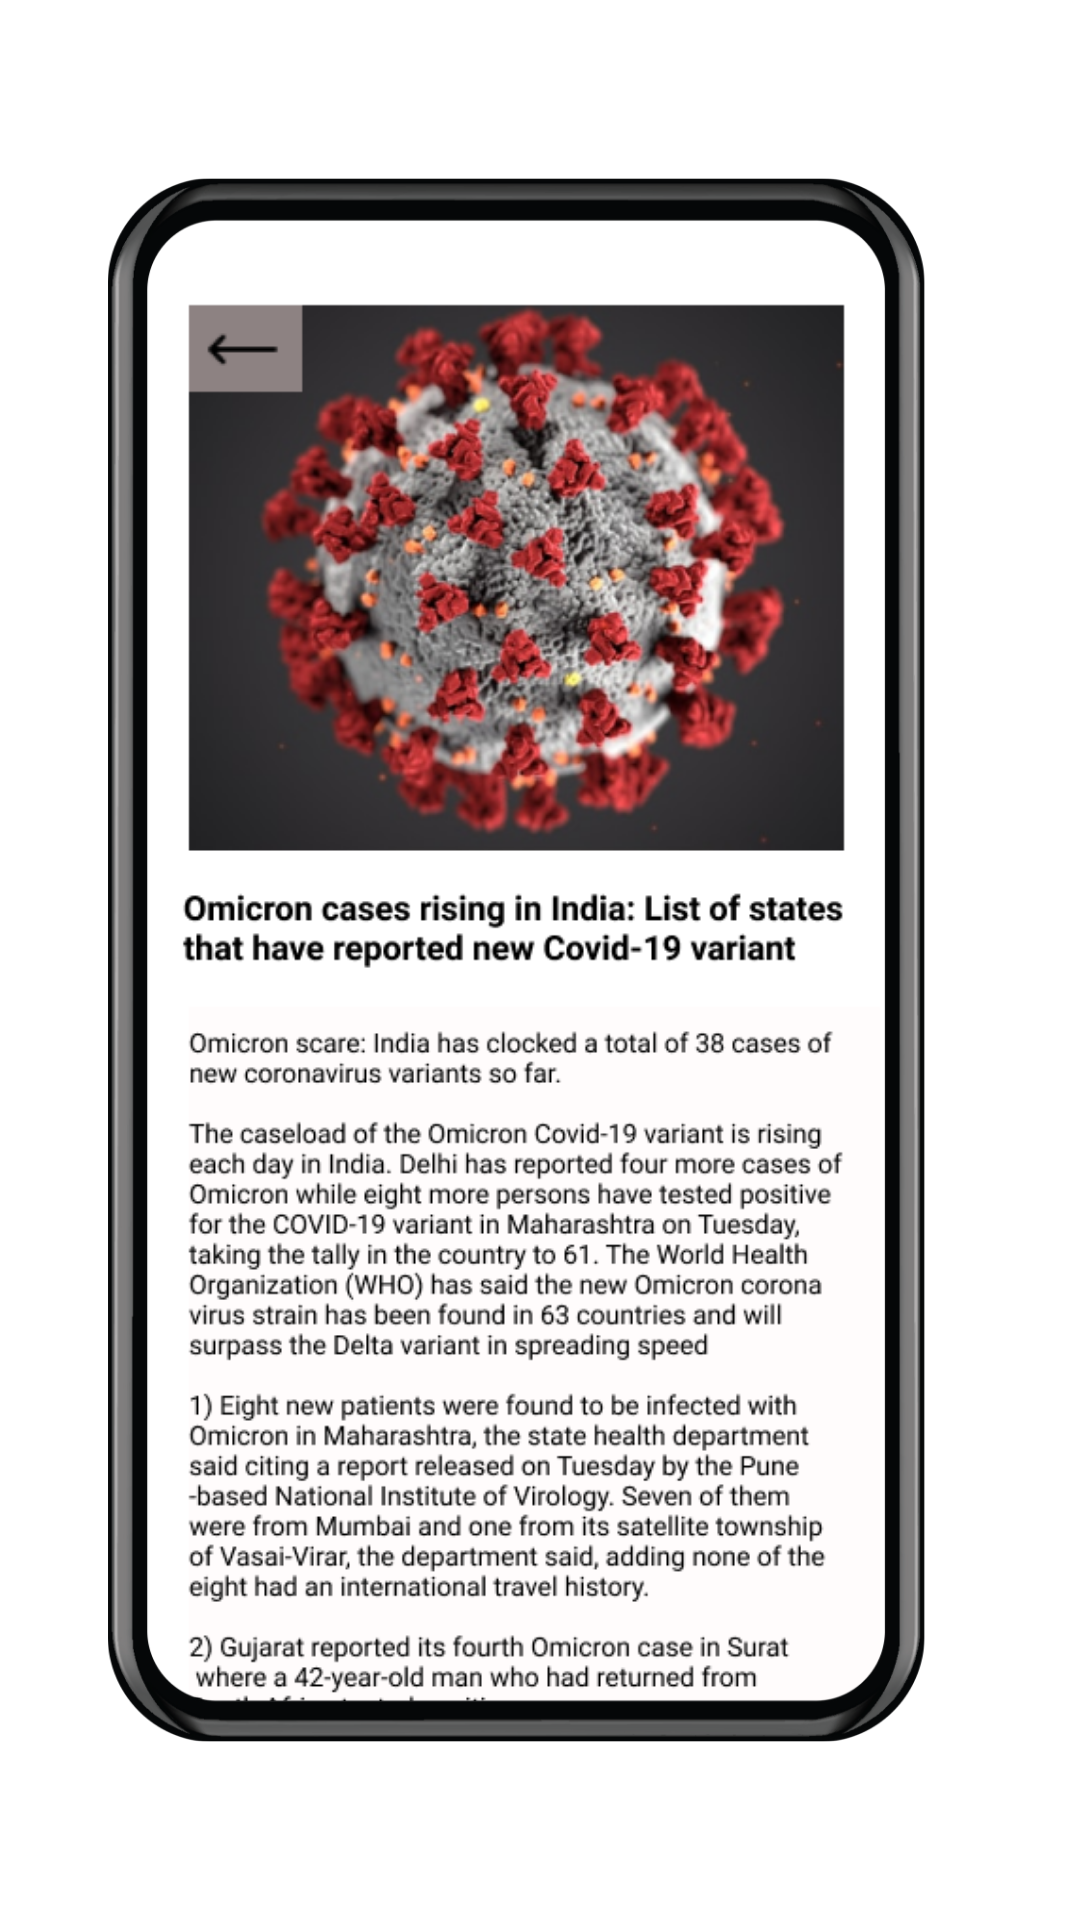 Omicron cases rising in India: List of states
that have reported new Covid-19 variant
Omicron scare: India has clocked a total of 38 cases of
new coronavirus variants so far.
The caseload of the Omicron Covid-19 variant is rising
each day in India. Delhi has reported four more cases of
Omicron while eight more persons have tested positive
for the COVID-19 variant in Maharashtra on Tuesday,
taking the tally in the country to 61. The World Health
Organization (WHO) has said the new Omicron corona
virus strain has been found in 63 countries and will
surpass the Delta variant in spreading speed
1) Eight new patients were found to be infected with
Omicron in Maharashtra, the state health department
said citing a report released on Tuesday by the Pune
-based National Institute of Virology. Seven of them
were from Mumbai and one from its satellite township
of Vasai-Virar, the department said, adding none of the
eight had an international travel history.
2) Gujarat reported its fourth Omicron case in Surat
where a 42-year-old man who had returned from